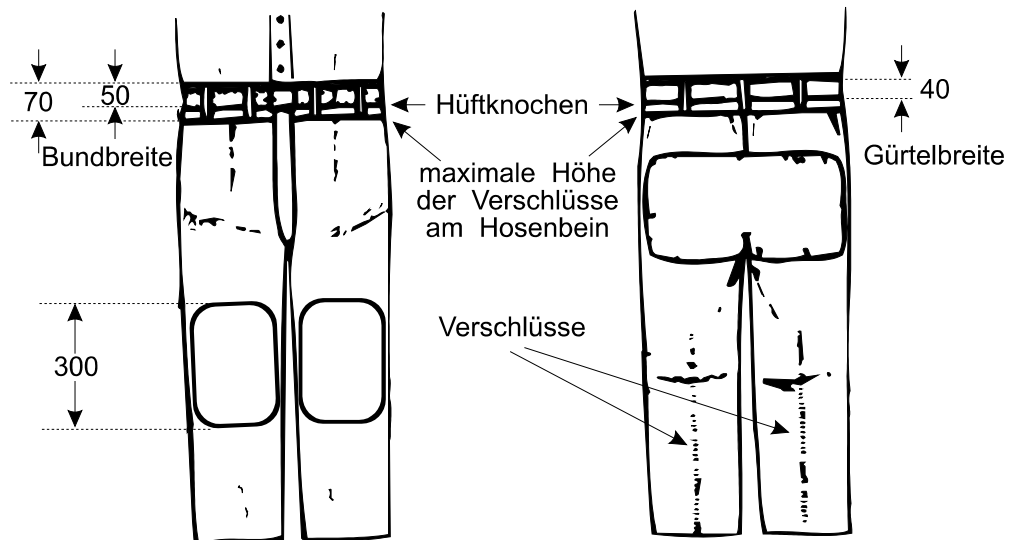 70
50
Bundbreite
Hüftknochen
maximale Höhe
der Verschlüsse
am Hosenbein
40
Gürtelbreite
300
Verschlüsse